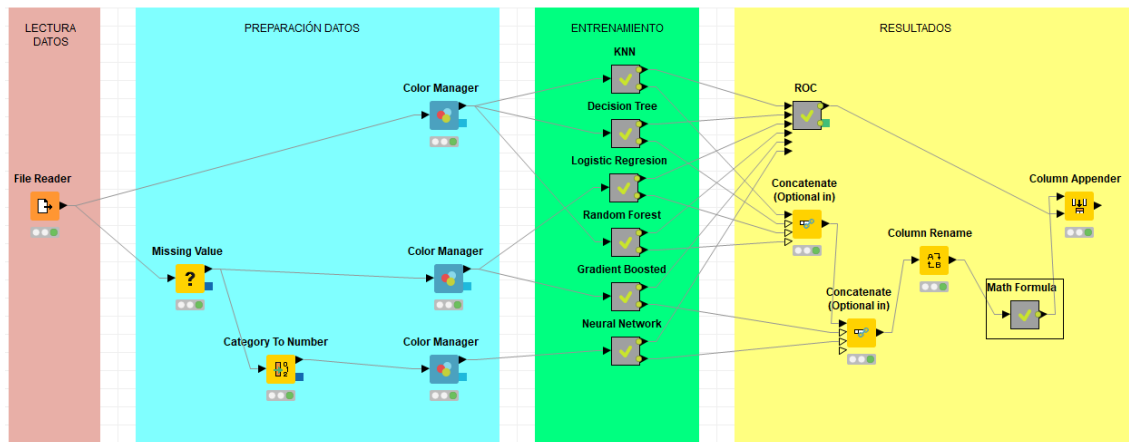 LECTURA
DATOS
PREPARACIÓN DATOS
ENTRENAMIENTO
RESULTADOS
File Reader
Color Manager
Missing Value
Color Manager
Category To Number
Color Manager
KNN
Decision Tree
Logistic Regresion
Random Forest
Gradient Boosted
Neural Network
ROC
Concatenate
(Optional in)
Concatenate
(Optional in)
Column Rename
Math Formula
Column Appender